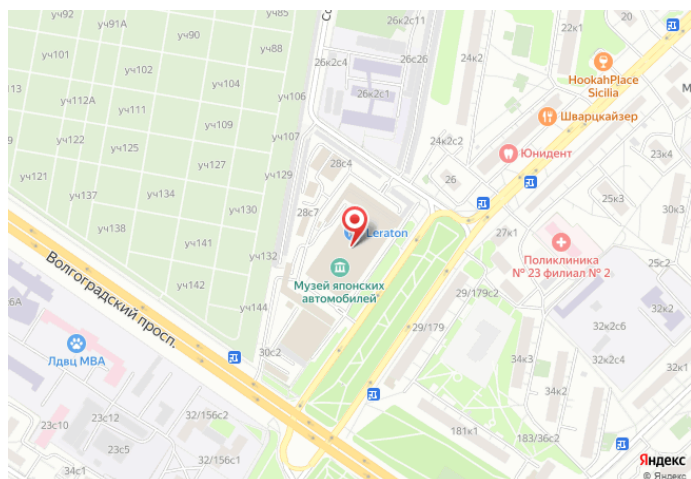 уч92
уч85
уч91А
уч90
уч101
уч88
уч102
113
уч104
уч106
уч112А
уч111
уч109
уч107
уч122
уч125
уч127
уч121
уч129
уч137
уч134
уч130
уч138
уч141
уч132
уч142
уч144
26к2с11
26к2с4
26с26
26к2с1
24к2
22к1
20
HookahPlace
Sicilia
Шварцкайзер
24к2с2
Юнидент
23к4
28с4
26
25к3
30к3
28с7
27к1
Leraton
Поликлиника
№ 23 филиал № 2
25с2
Музей японских
автомобилей
29/179с2
29/179
32к2
32к2с6
32к2с4
34к3
34к2
36к1
Волгоградский просп.
6А
Лдвц МВА
30с2
23с10
23с12
23с5
32/156с2
32/156с1
34с1
181к1
183/36с2
Яндекс
© Яндекс